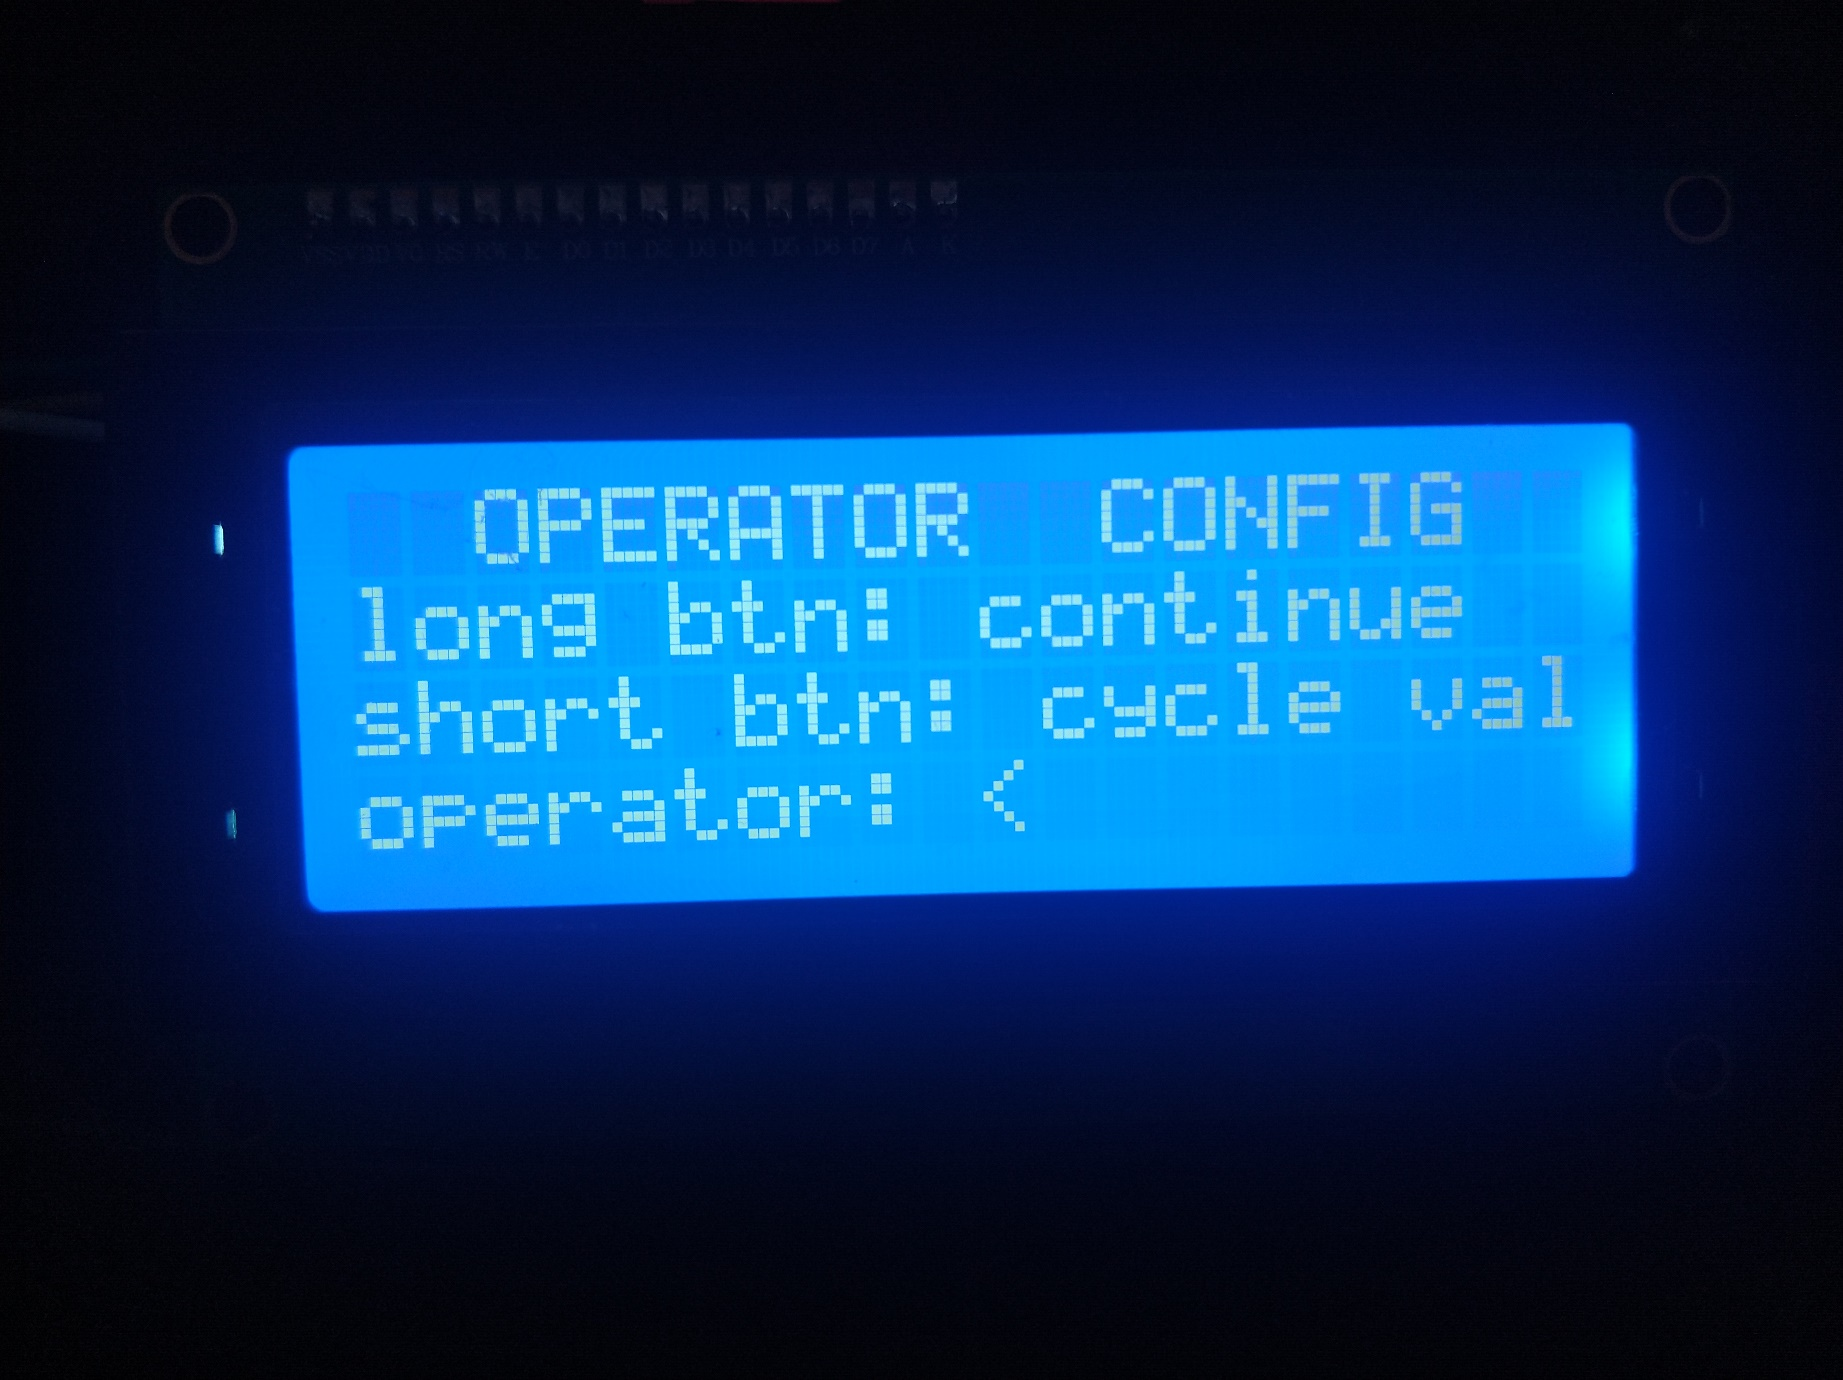 OPERATOR  CONFIG
long btn: continue
short btn: cycle val
operator: <